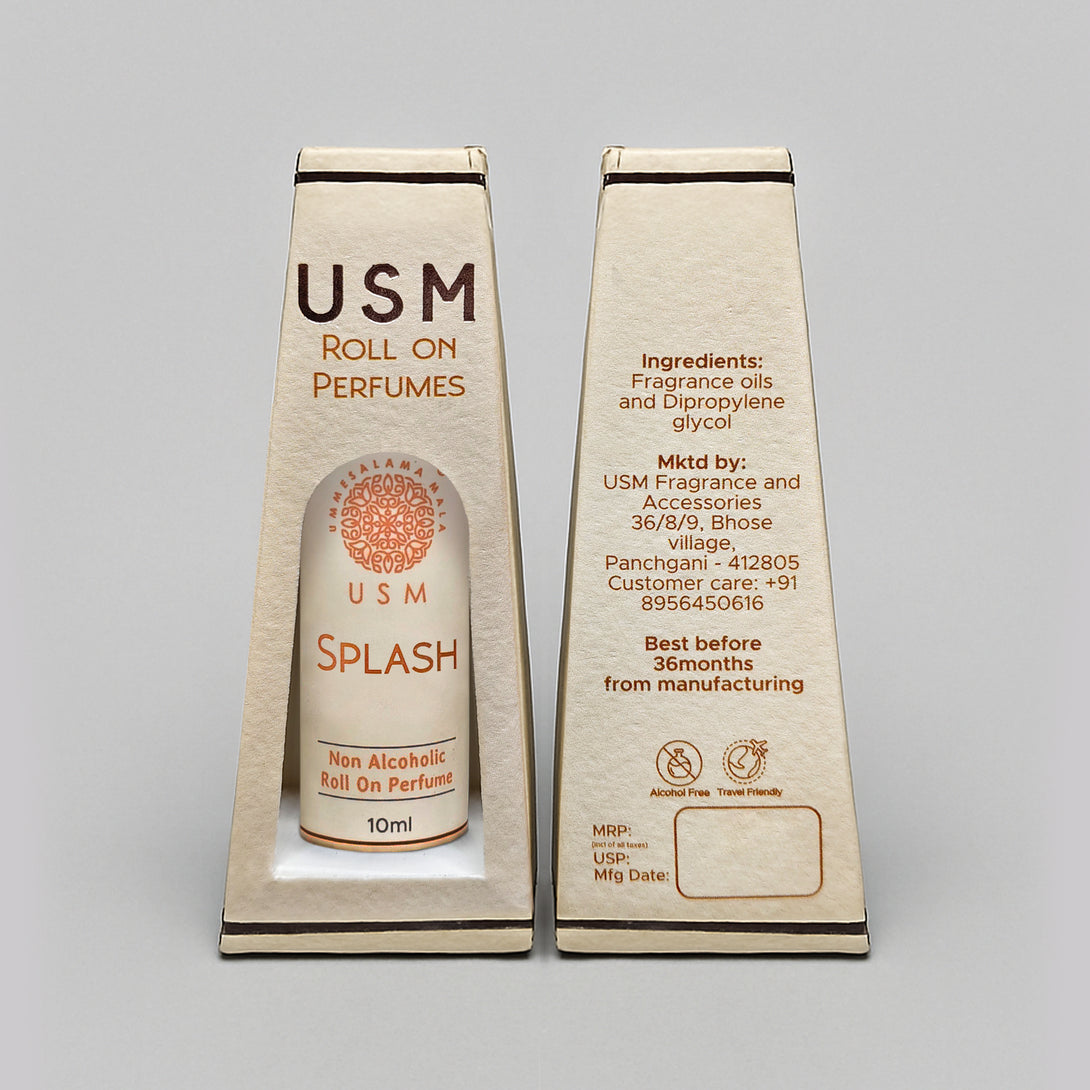 USM
ROLL ON
PERFUMES
UMMESALAMA MALA
USM
SPLASH
Non Alcoholic
Roll On Perfume
10ml
Ingredients:
Fragrance oils
and Dipropylene
glycol
Mktd by:
USM Fragrance and
Accessories
36/8/9, Bhose
village,
Panchgani - 412805
Customer care: +91
8956450616
Best before
36months
from manufacturing
Alcohol Free Travel Friendly
MRP:
(incl of all taxes)
USP:
Mfg Date: